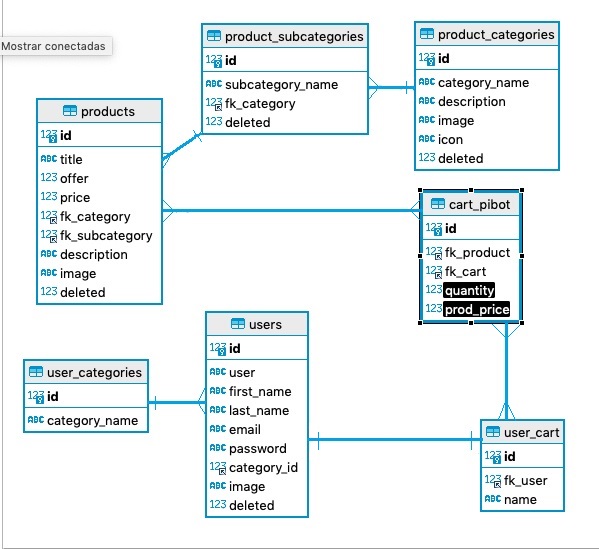 Mostrar conectadas
product_subcategories
123 id
ABC subcategory_name
123 fk_category
123 deleted
product_categories
123 id
ABC category_name
ABC description
ABC image
ABC icon
123 deleted
products
123 id
ABC title
123 offer
123 price
123 fk_category
123 fk_subcategory
ABC description
ABC image
123 deleted
cart_pibot
123 id
123 fk_product
123 fk_cart
123 quantity
123 prod_price
users
123 id
ABC user
ABC first_name
ABC last_name
ABC email
ABC password
123 category_id
ABC image
123 deleted
user_categories
123 id
ABC category_name
user_cart
123 id
123 fk_user
ABC name